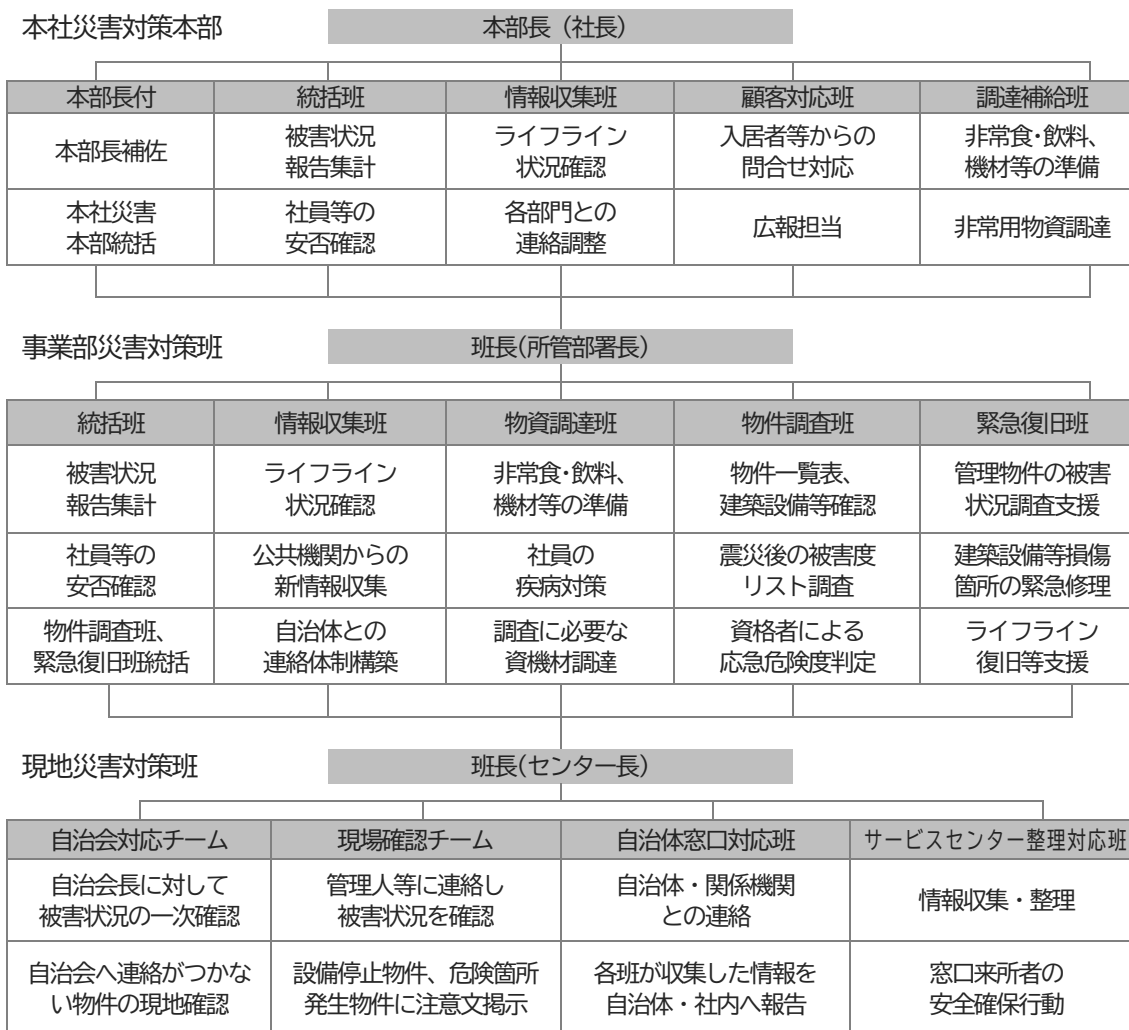 本社災害対策本部
本部長（社長）
本部長付
統括班
情報収集班
顧客対応班
調達補給班
本部長補佐
被害状況
報告集計
ライフライン
状況確認
入居者等からの
問合せ対応
非常食・飲料、
機材等の準備
本社災害
本部統括
社員等の
安否確認
各部門との
連絡調整
広報担当
非常用物資調達
事業部災害対策班
班長（所管部署長）
統括班
情報収集班
物資調達班
物件調査班
緊急復旧班
被害状況
報告集計
ライフライン
状況確認
非常食・飲料、
機材等の準備
物件一覧表、
建築設備等確認
管理物件の被害
状況調査支援
社員等の
安否確認
公共機関からの
新情報収集
社員の
疾病対策
震災後の被害度
リスト調査
建築設備等損傷
箇所の緊急修理
物件調査班、
緊急復旧班統括
自治体との
連絡体制構築
調査に必要な
資機材調達
資格者による
応急危険度判定
ライフライン
復旧等支援
現地災害対策班
班長（センター長）
自治会対応チーム
現場確認チーム
自治体窓口対応班
サービスセンター整理対応班
自治会長に対して
被害状況の一次確認
管理人等に連絡し
被害状況を確認
自治体・関係機関
との連絡
情報収集・整理
自治会へ連絡がつかな
い物件の現地確認
設備停止物件、危険箇所
発生物件に注意文掲示
各班が収集した情報を
自治体・社内へ報告
窓口来所者の
安全確保行動